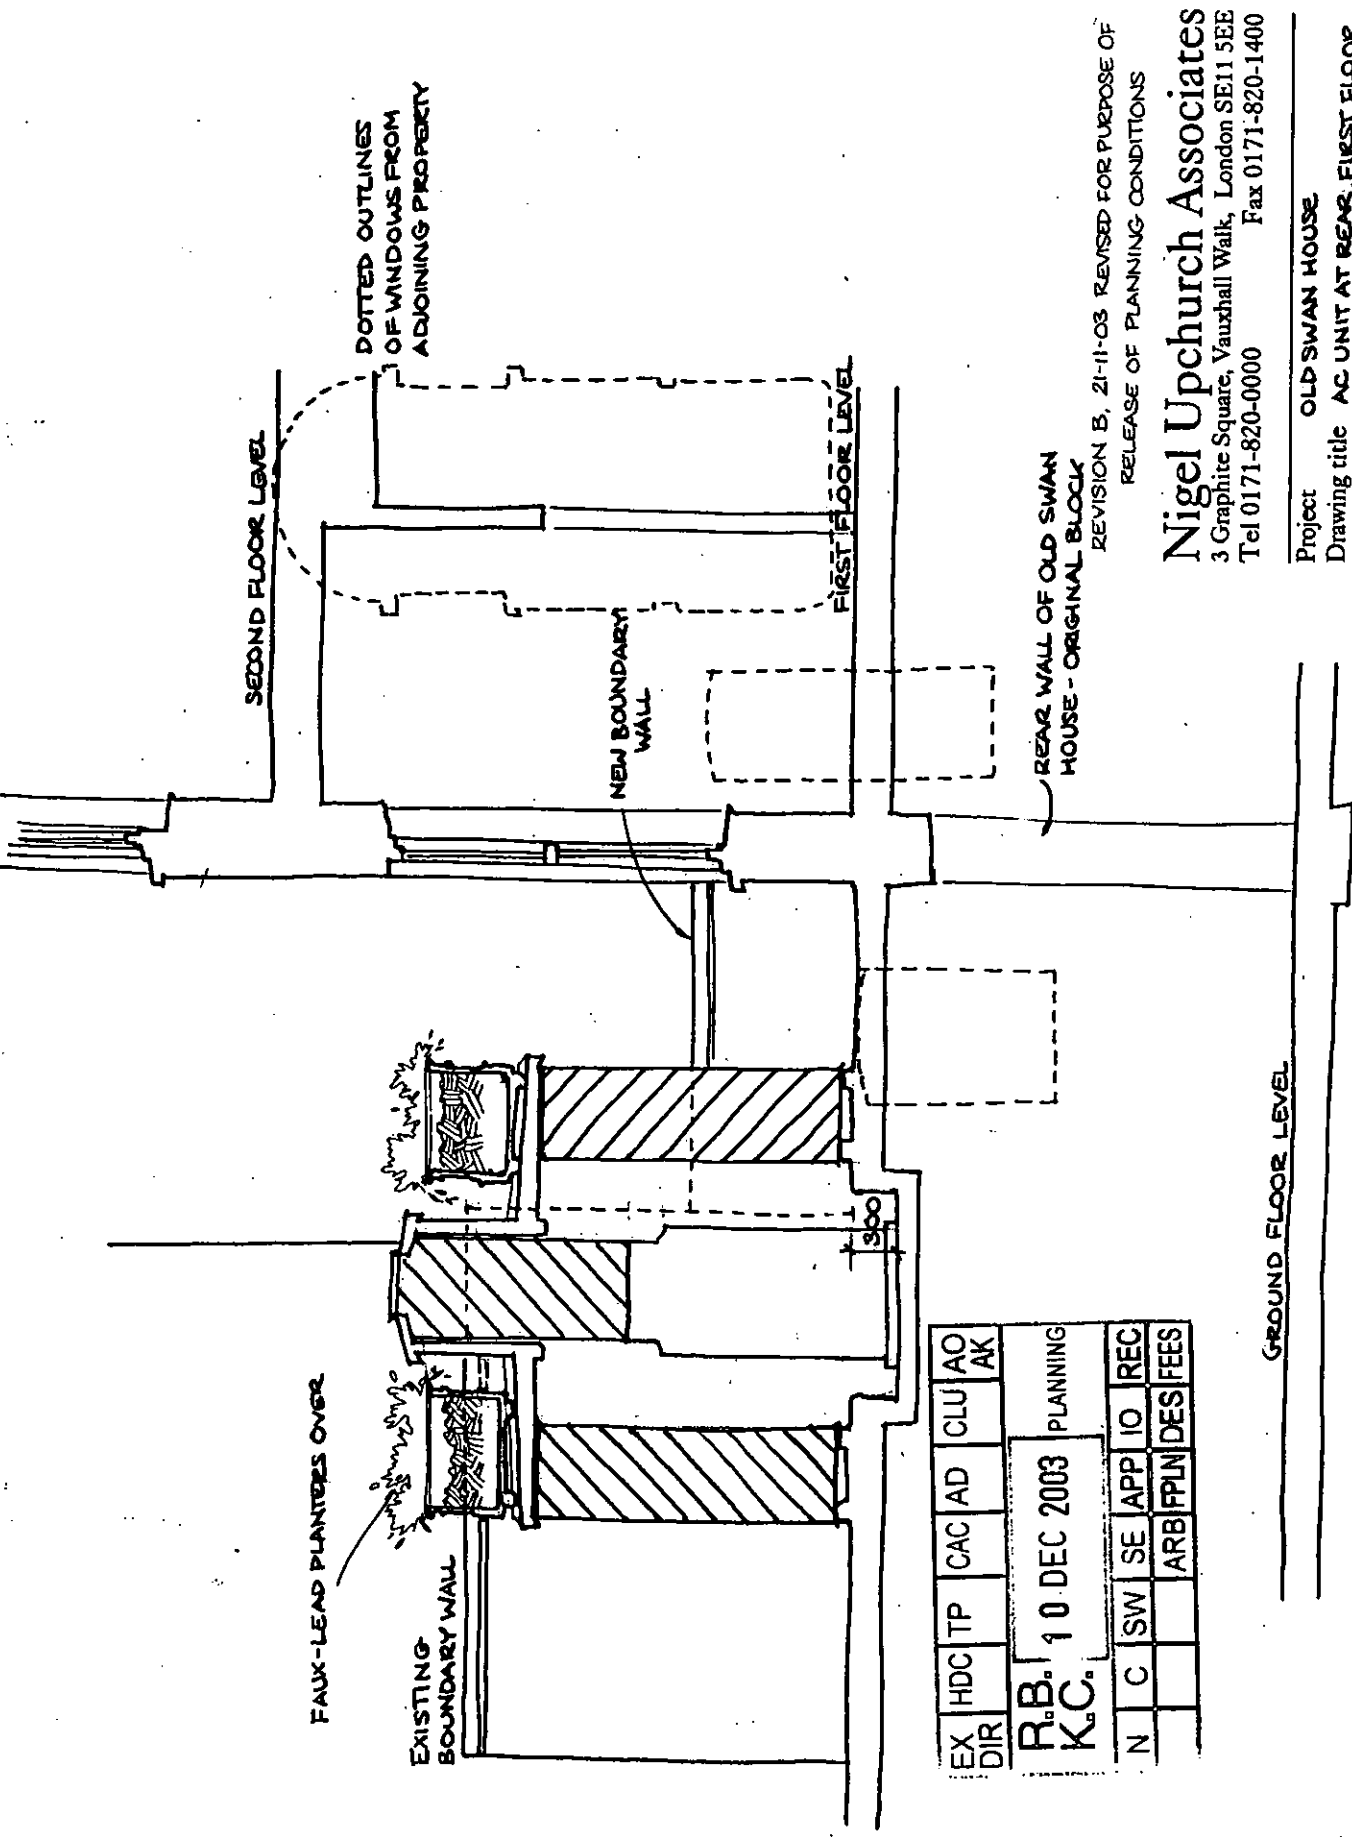 SECOND FLOOR LEVEL
DOTTED OUTLINES
OF WINDOWS FROM
ADJOINING PROPERTY
FAUX-LEAD PLANTERS OVER
EXISTING
BOUNDARY WALL
NEW BOUNDARY
WALL
FIRST FLOOR LEVEL
300
REAR WALL OF OLD SWAN
HOUSE - ORIGINAL BLOCK
GROUND FLOOR LEVEL
EX DIR HDC TP CAC AD CLU AO AK
R.B.
K.C.
10 DEC 2003 PLANNING
N C SW SE APP IO REC
ARB FPLN DES FEES
REVISION B, 21-11-03 REVISED FOR PURPOSE OF
RELEASE OF PLANNING CONDITIONS
Nigel Upchurch Associates
3 Graphite Square, Vauxhall Walk, London SE11 5EE
Tel 0171-820-0000 Fax 0171-820-1400
Project OLD SWAN HOUSE
Drawing title AC UNIT AT REAR, FIRST FLOOR